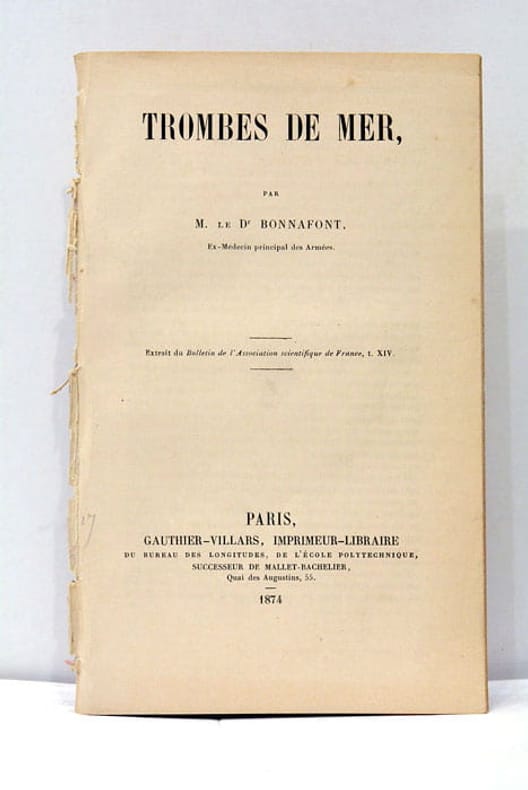 TROMBES DE MER,
PAR
M. LE Dr BONNAFONT,
Ex-Médecin principal des Armées.
Extrait du Bulletin de l'Association scientifique de France, t. XIV.
17
PARIS,
GAUTHIER-VILLARS, IMPRIMEUR-LIBRAIRE
DU BUREAU DES LONGITUDES, DE L'ÉCOLE POLYTECHNIQUE,
SUCCESSEUR DE MALLET-BACHELIER,
Quai des Augustins, 55.
1874